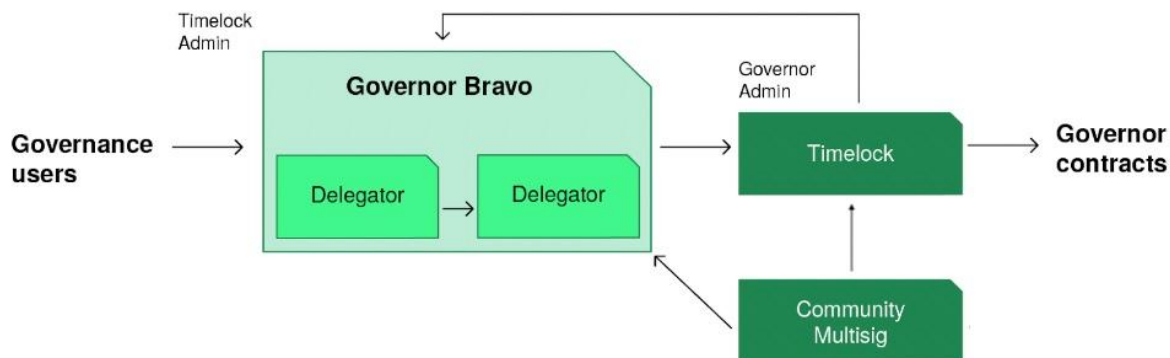 Timelock
Admin
Governor Bravo
Governor
Admin
Governance
users
Delegator
Delegator
Timelock
Governor
contracts
Community
Multisig